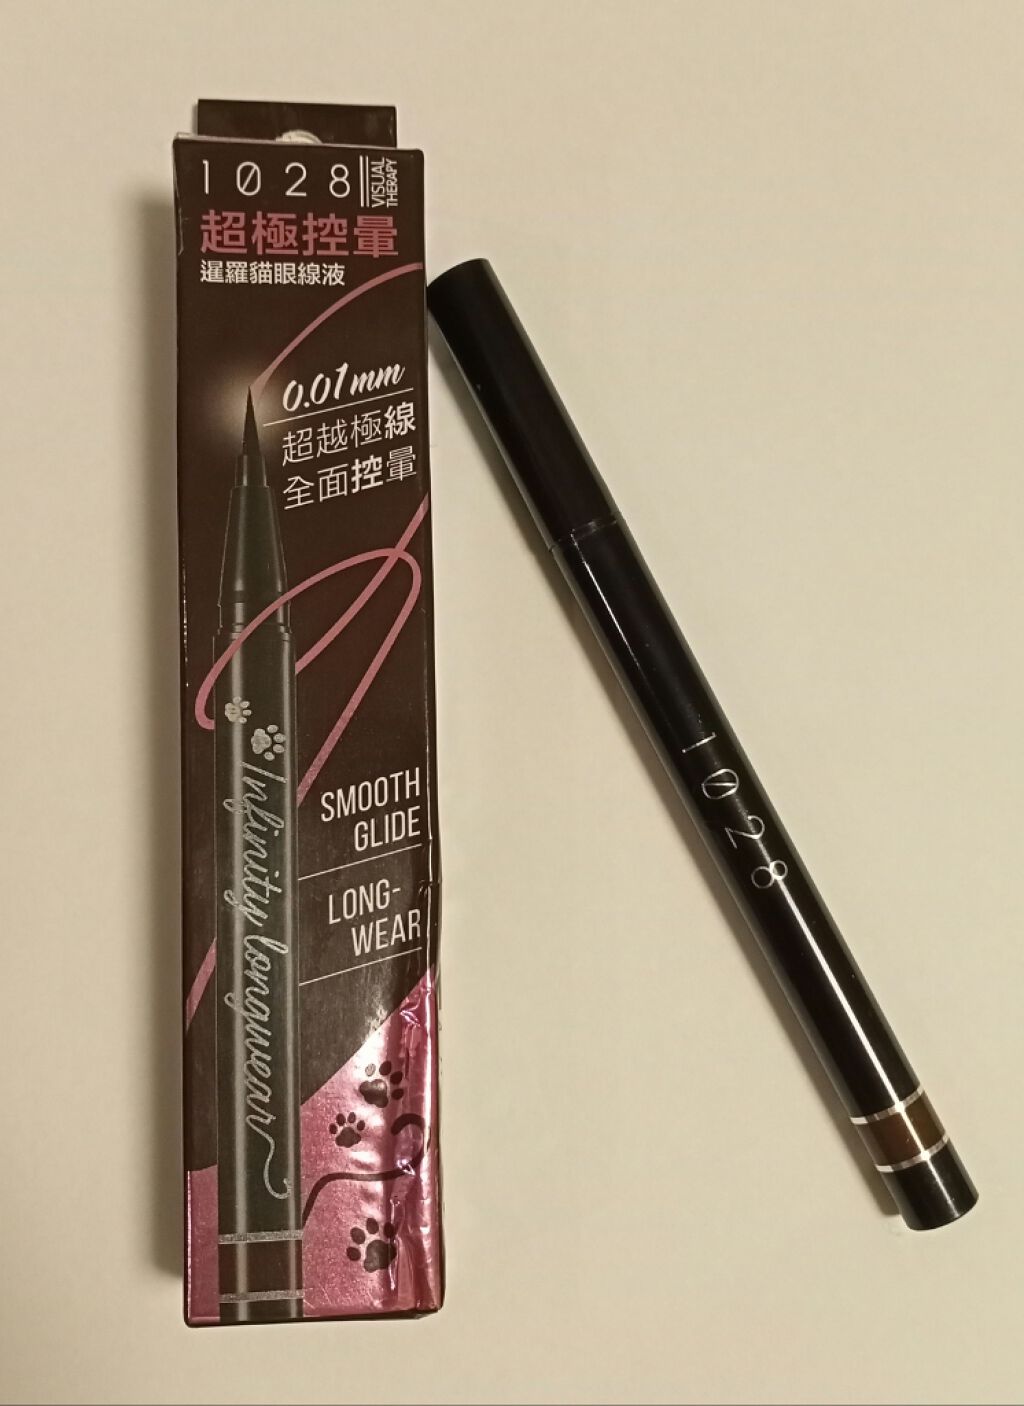 1028
VISUAL
THERAPY
超極控暈
暹羅貓眼線液
0.01mm
超越極線
全面控暈
SMOOTH
GLIDE
LONG-
WEAR
Infinity longwear
1028